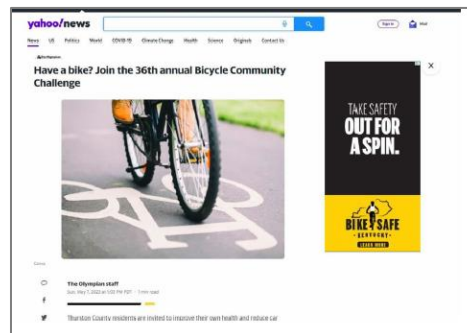 yahoo/news
Sign in
Mail
News US Politics World COVID-19 Climate Change Health Science Originals Contact Us
Have a bike? Join the 36th annual Bicycle Community
Challenge
TAKE SAFETY
OUT FOR
A SPIN.
BIKE SAFE
KENTUCKY
LEARN MORE
The Olympian staff
Thurston County residents are invited to improve their own health and reduce car